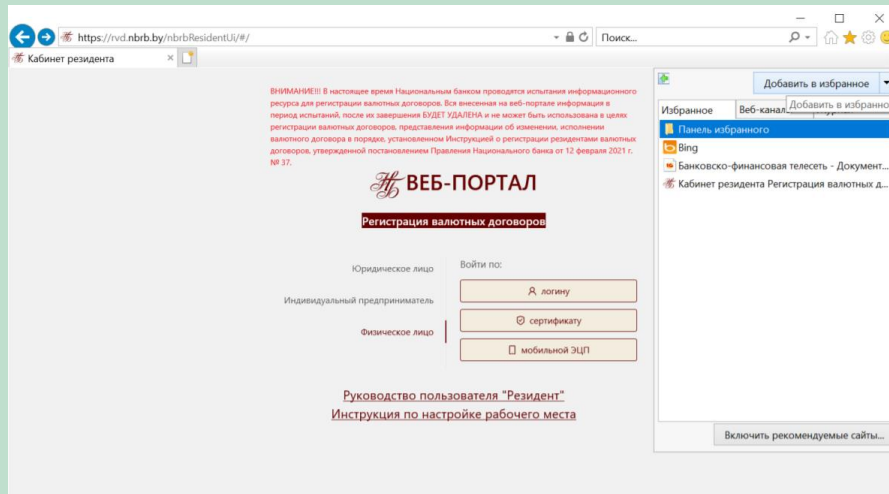 https://rvd.nbrb.by/nbrbResidentUi/#/
Поиск...
Кабинет резидента
Добавить в избранное
Добавить в избранно
Избранное
Веб-канал
ВНИМАНИЕ!!! В настоящее время Национальным банком проводятся испытания информационного
ресурса для регистрации валютных договоров. Вся внесенная на веб-портале информация в
период испытаний, после их завершения БУДЕТ УДАЛЕНА и не может быть использована в целях
регистрации валютных договоров, представления информации об изменении, исполнении
валютного договора в порядке, установленном Инструкцией о регистрации резидентами валютных
договоров, утвержденной постановлением Правления Национального банка от 12 февраля 2021 г.
№ 37.
ВЕБ-ПОРТАЛ
Регистрация валютных договоров
Юридическое лицо
Индивидуальный предприниматель
Физическое лицо
Войти по:
логину
сертификату
мобильной ЭЦП
Руководство пользователя "Резидент"
Инструкция по настройке рабочего места
Панель избранного
Bing
Банковско-финансовая телесеть - Документ...
Кабинет резидента Регистрация валютных д...
Включить рекомендуемые сайты...